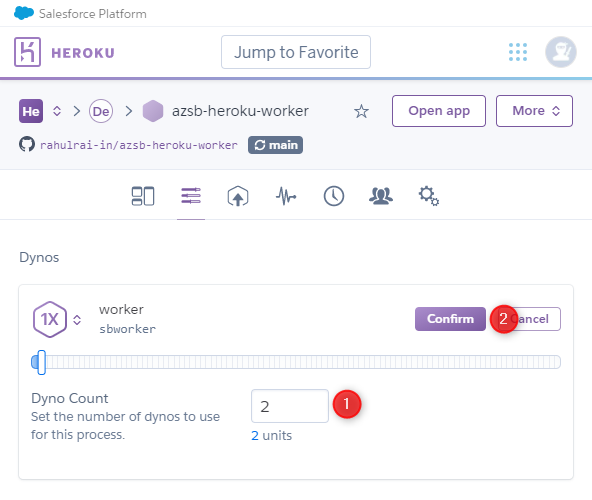 Salesforce Platform
HEROKU
Jump to Favorite
He
De
azsb-heroku-worker
Open app
More
rahulrai-in/azsb-heroku-worker
main
Dynos
1X
worker
sbworker
Confirm
2
Cancel
Dyno Count
2
1
Set the number of dynos to use
for this process.
2 units